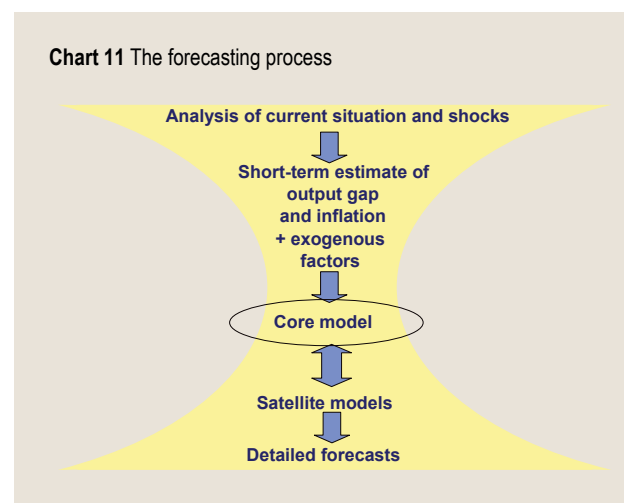 Chart 11 The forecasting process
Analysis of current situation and shocks
Short-term estimate of
output gap
and inflation
+ exogenous
factors
Core model
Satellite models
Detailed forecasts